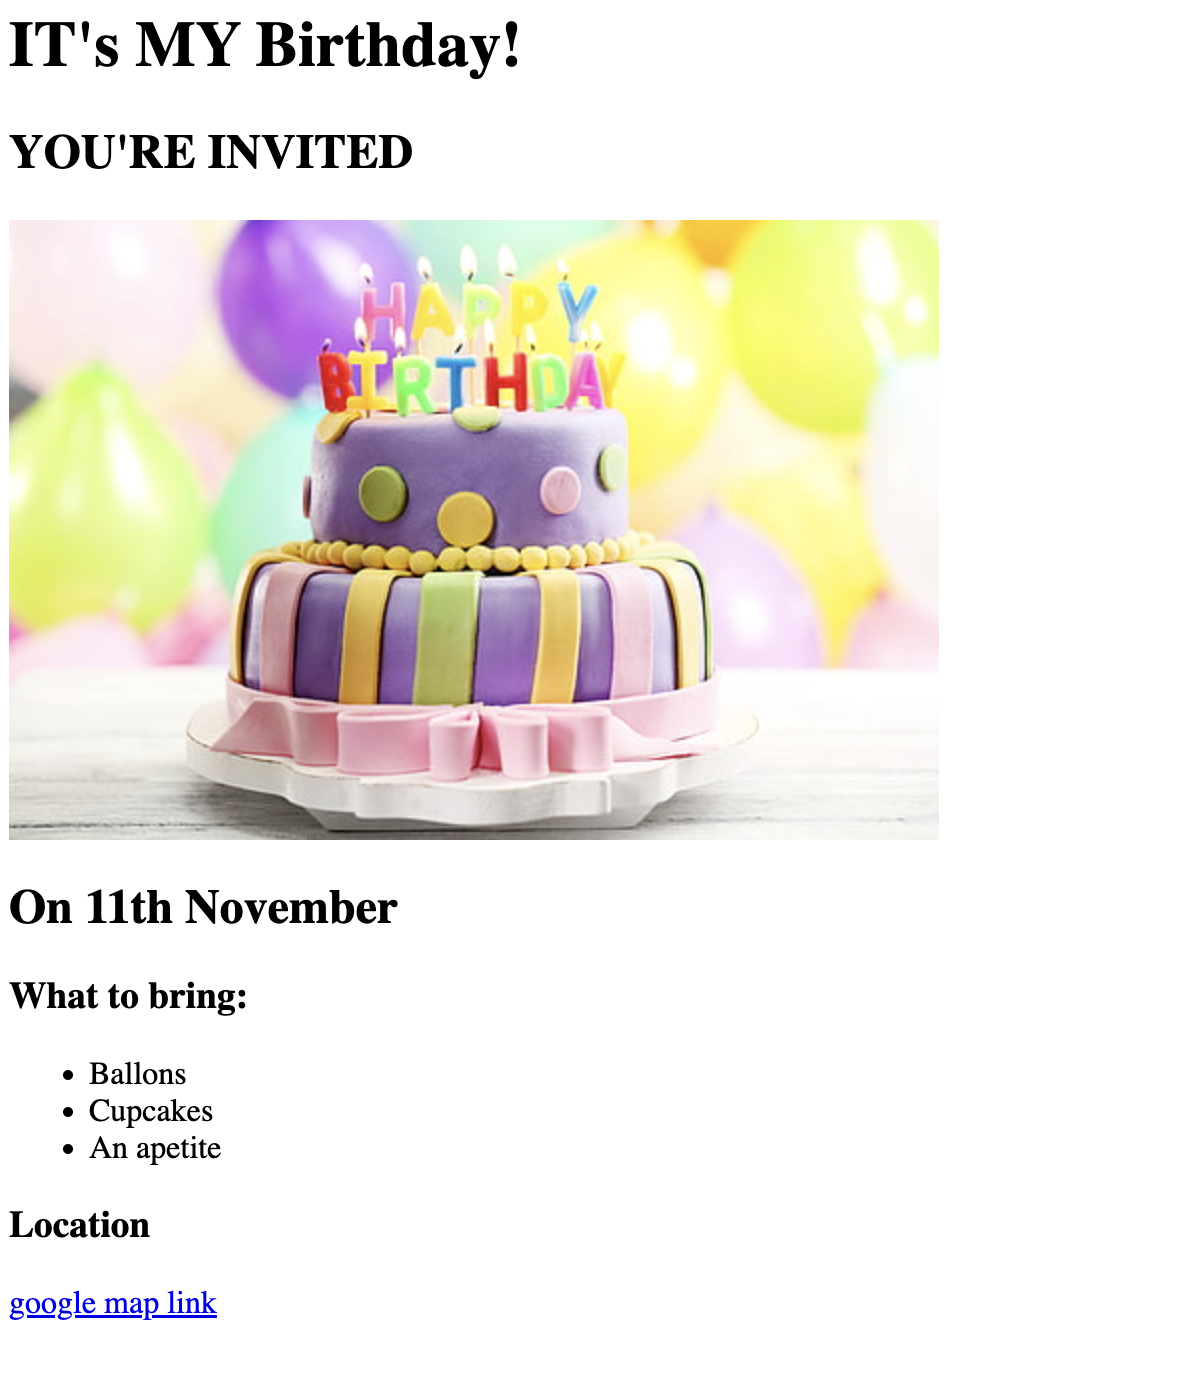 IT's MY Birthday!
YOU'RE INVITED
HAPPY
BIRTHDAY
On 11th November
What to bring:
Ballons
Cupcakes
An apetite
Location
google map link